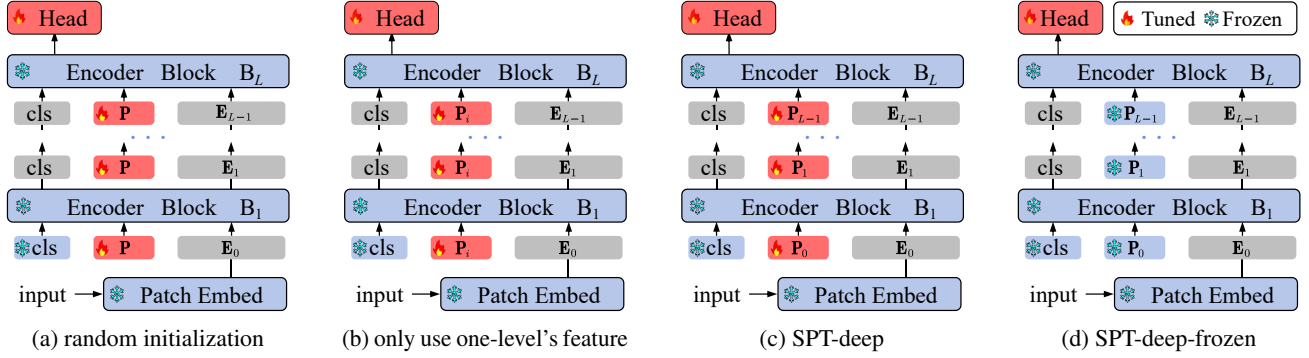 Head
Encoder Block B_L
cls P E_{L-1}
. . .
cls P E_1
Encoder Block B_1
cls P E_0
input Patch Embed
(a) random initialization
Head
Encoder Block B_L
cls P_i E_{L-1}
. . .
cls P_i E_1
Encoder Block B_1
cls P_i E_0
input Patch Embed
(b) only use one-level's feature
Head
Encoder Block B_L
cls P_{L-1} E_{L-1}
. . .
cls P_1 E_1
Encoder Block B_1
cls P_0 E_0
input Patch Embed
(c) SPT-deep
Head Tuned Frozen
Encoder Block B_L
cls P_{L-1} E_{L-1}
. . .
cls P_1 E_1
Encoder Block B_1
cls P_0 E_0
input Patch Embed
(d) SPT-deep-frozen